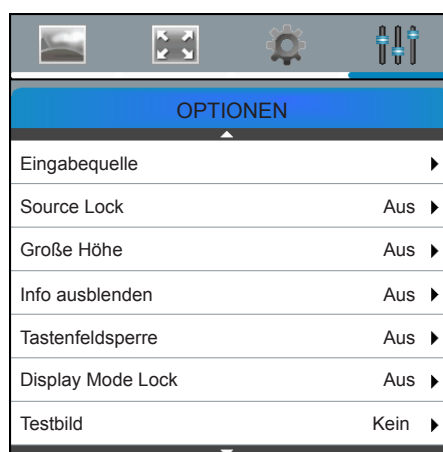 OPTIONEN
Eingabequelle
Source Lock Aus
Große Höhe Aus
Info ausblenden Aus
Tastenfeldsperre Aus
Display Mode Lock Aus
Testbild Kein